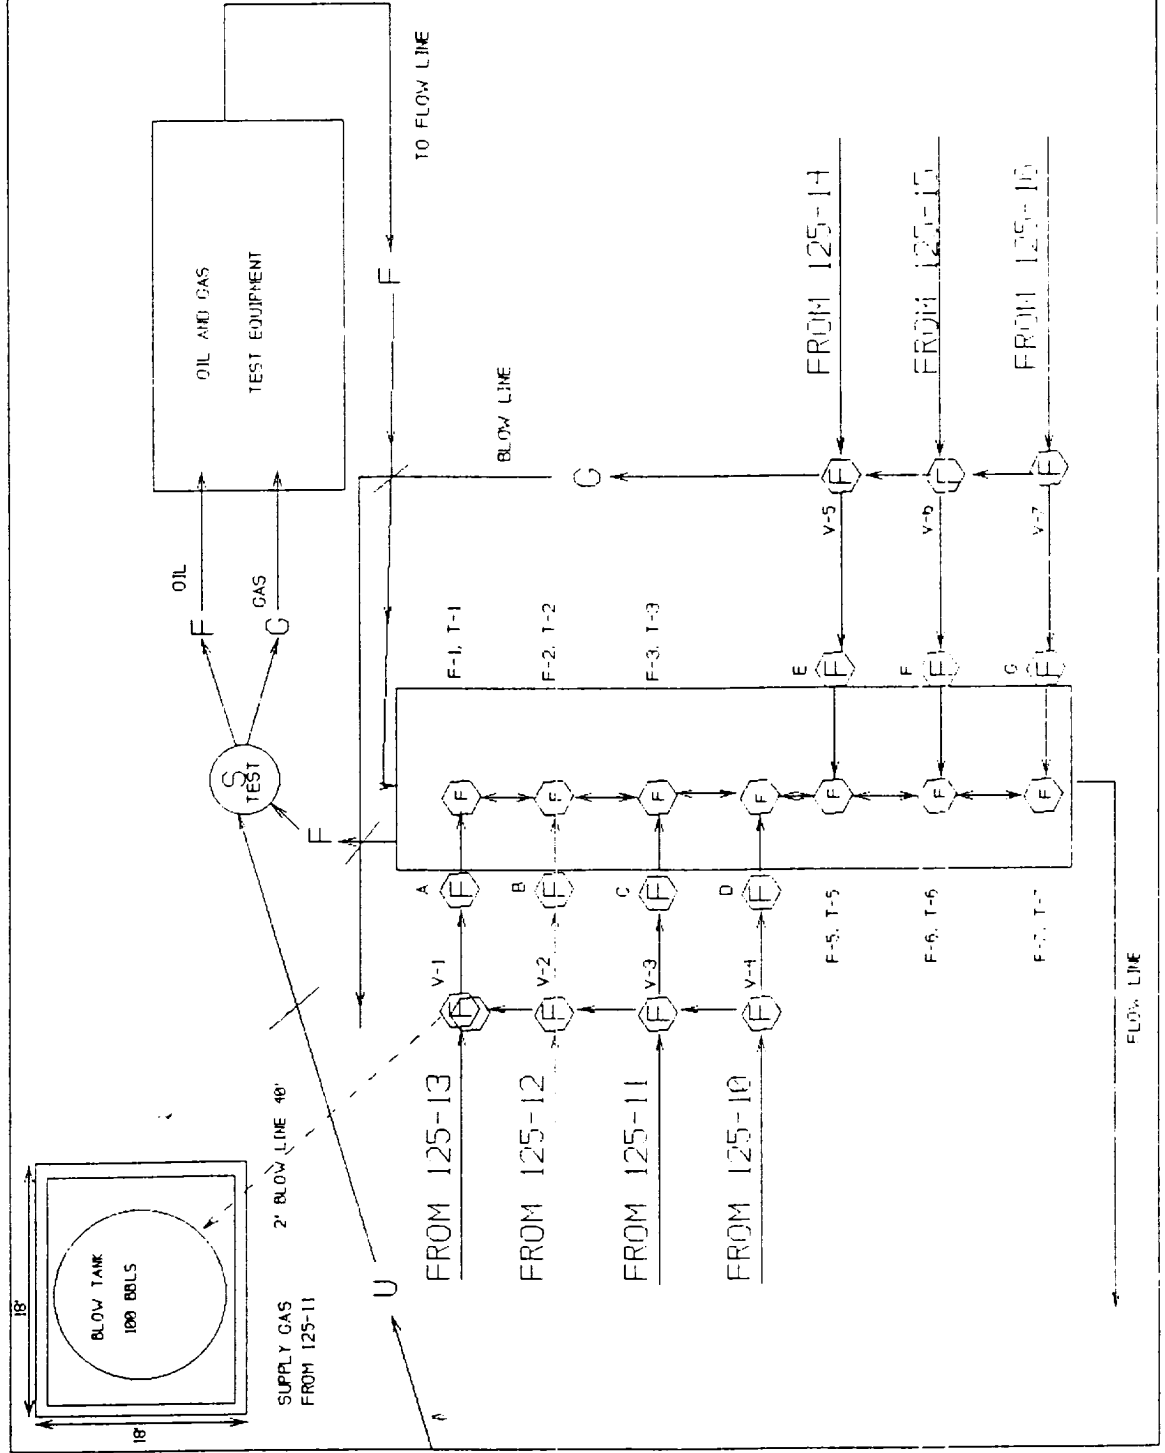 18'
18'
BLOW TANK
100 BBLS
SUPPLY GAS
FROM 125-11
2' BLOW LINE 40'
U
S
TEST
F
F
OIL
G
GAS
OIL AND GAS
TEST EQUIPMENT
F
TO FLOW LINE
BLOW LINE
G
FROM 125-13
F
V-1
F
A
F
F-1, T-1
FROM 125-12
F
V-2
F
B
F
F-2, T-2
FROM 125-11
F
V-3
F
C
F
F-3, T-3
FROM 125-10
F
V-4
F
D
F
F-5, T-5
F
E
F
V-5
F
FROM 125-14
F-6, T-6
F
F
F
V-6
F
FROM 125-15
F-7, T-7
F
G
F
V-7
F
FROM 125-16
FLOW LINE